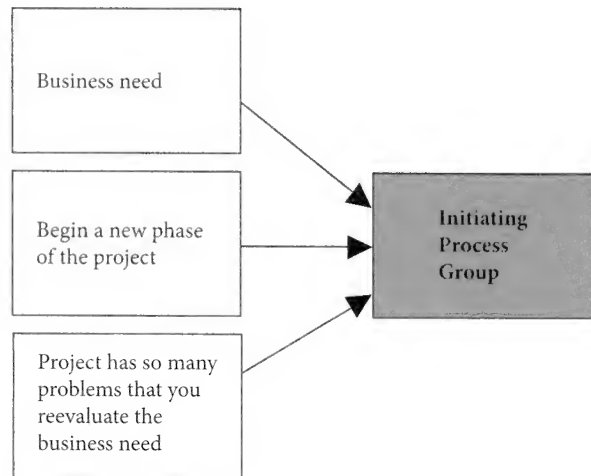 Business need
Begin a new phase
of the project
Project has so many
problems that you
reevaluate the
business need
Initiating
Process
Group